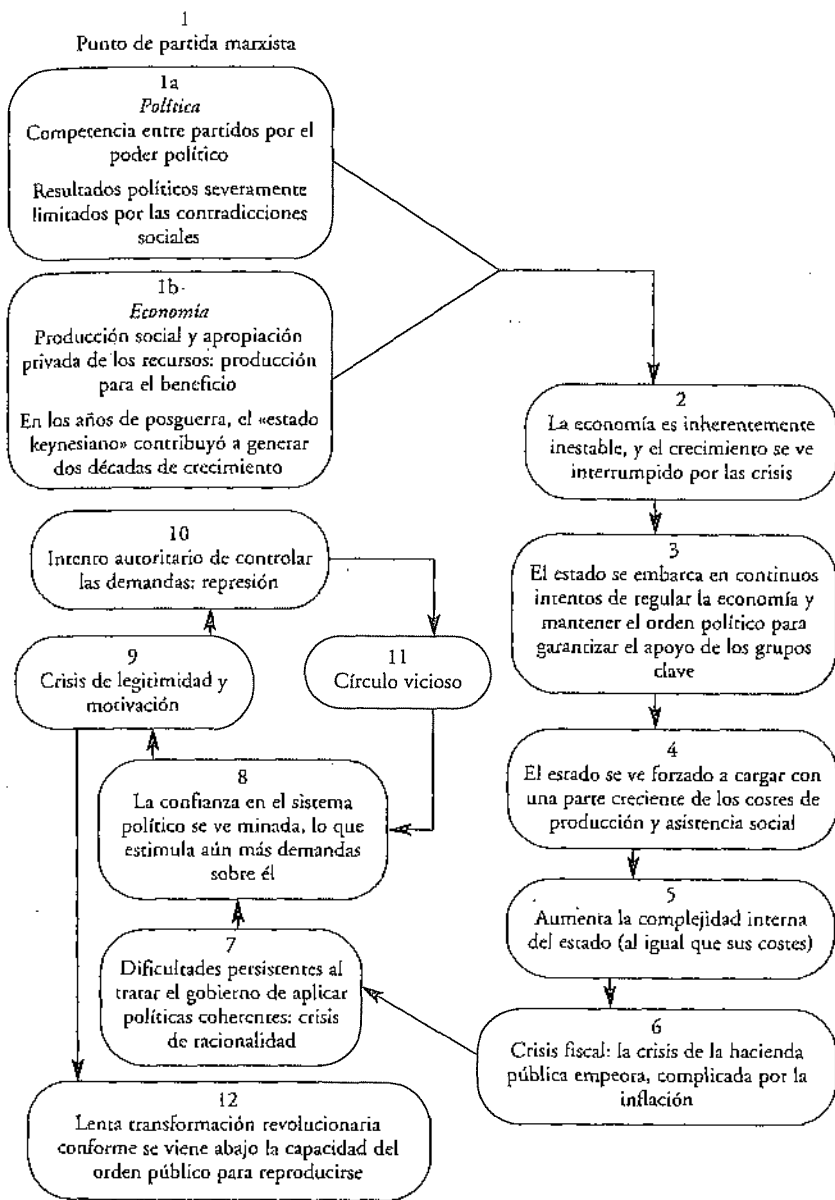 1
Punto de partida marxista
1a
Política
Competencia entre partidos por el
poder político
Resultados políticos severamente
limitados por las contradicciones
sociales
1b
Economía
Producción social y apropiación
privada de los recursos: producción
para el beneficio
En los años de posguerra, el «estado
keynesiano» contribuyó a generar
dos décadas de crecimiento
2
La economía es inherentemente
inestable, y el crecimiento se ve
interrumpido por las crisis
3
El estado se embarca en continuos
intentos de regular la economía y
mantener el orden político para
garantizar el apoyo de los grupos
clave
4
El estado se ve forzado a cargar con
una parte creciente de los costes de
producción y asistencia social
5
Aumenta la complejidad interna
del estado (al igual que sus costes)
6
Crisis fiscal: la crisis de la hacienda
pública empeora, complicada por la
inflación
7
Dificultades persistentes al
tratar el gobierno de aplicar
políticas coherentes: crisis
de racionalidad
8
La confianza en el sistema
político se ve minada, lo que
estimula aún más demandas
sobre él
9
Crisis de legitimidad y
motivación
10
Intento autoritario de controlar
las demandas: represión
11
Círculo vicioso
12
Lenta transformación revolucionaria
conforme se viene abajo la capacidad del
orden público para reproducirse